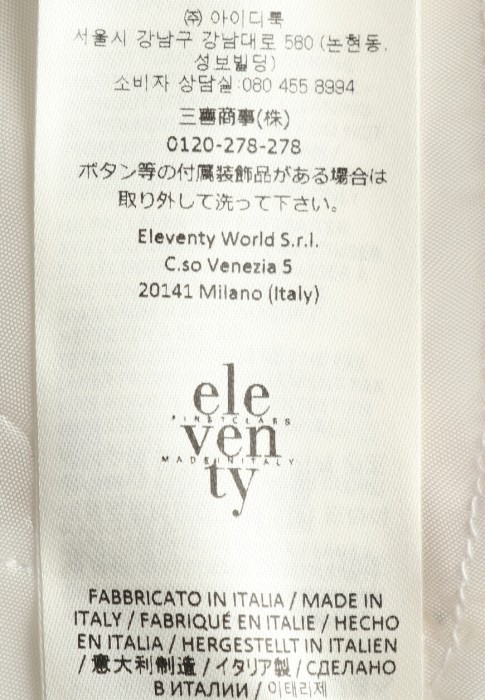 ㈜ 아이디룩
서울시 강남구 강남대로 580 (논현동,
성보빌딩)
소비자 상담실:080 455 8994
三喜商事(株)
0120-278-278
ボタン等の付属装飾品がある場合は
取り外して洗って下さい。
Eleventy World S.r.l.
C.so Venezia 5
20141 Milano (Italy)
ele
FIRSTCLASS
ven
MADEINITALY
ty
FABBRICATO IN ITALIA / MADE IN
ITALY / FABRIQUÉ EN ITALIE / HECHO
EN ITALIA / HERGESTELLT IN ITALIEN
/ 意大利制造 / イタリア製 / СДЕЛАНО
В ИТАЛИИ / 이태리제